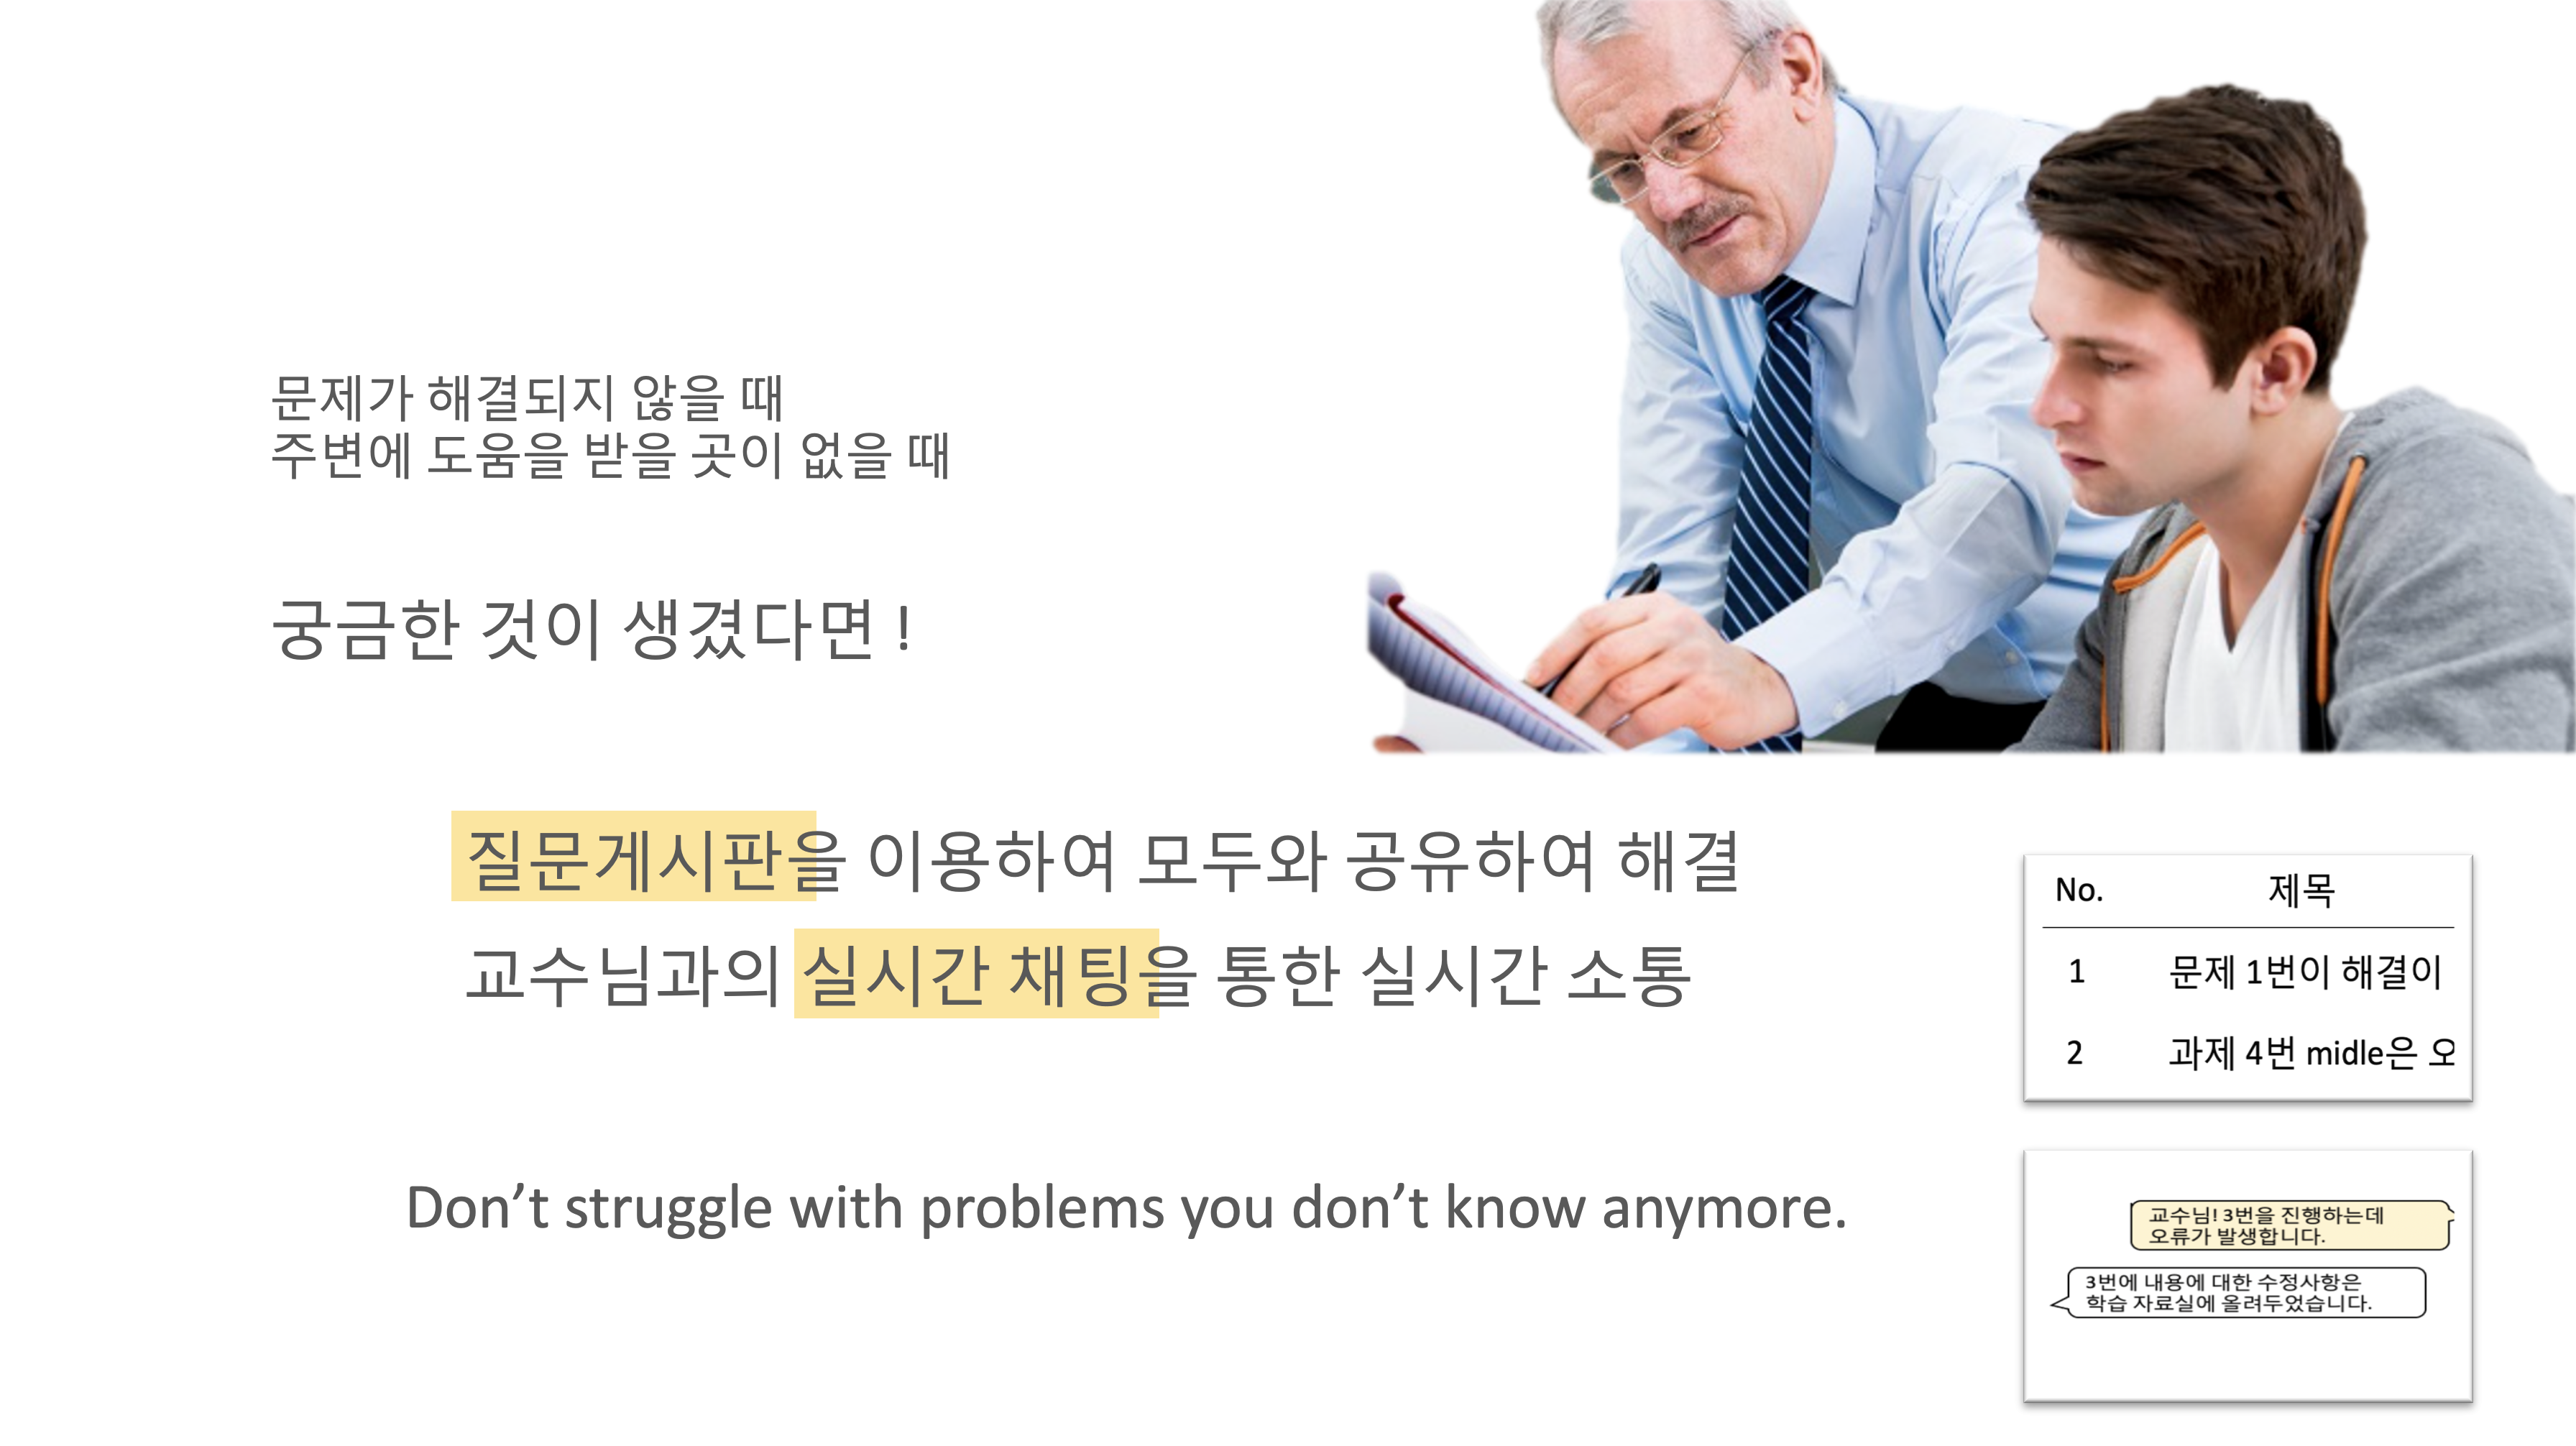 문제가 해결되지 않을 때
주변에 도움을 받을 곳이 없을 때
궁금한 것이 생겼다면 !
질문게시판을 이용하여 모두와 공유하여 해결
교수님과의 실시간 채팅을 통한 실시간 소통
Don’t struggle with problems you don’t know anymore.
No. 제목
1 문제 1번이 해결이
2 과제 4번 midle은 오
교수님! 3번을 진행하는데
오류가 발생합니다.
3번에 내용에 대한 수정사항은
학습 자료실에 올려두었습니다.